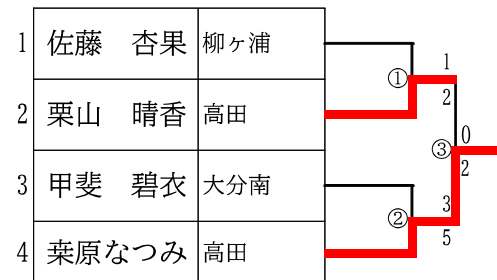 1 佐藤 杏果 柳ヶ浦
2 栗山 晴香 高田
3 甲斐 碧衣 大分南
4 桒原なつみ 高田
① 1 2
② 3 5
③ 0 2